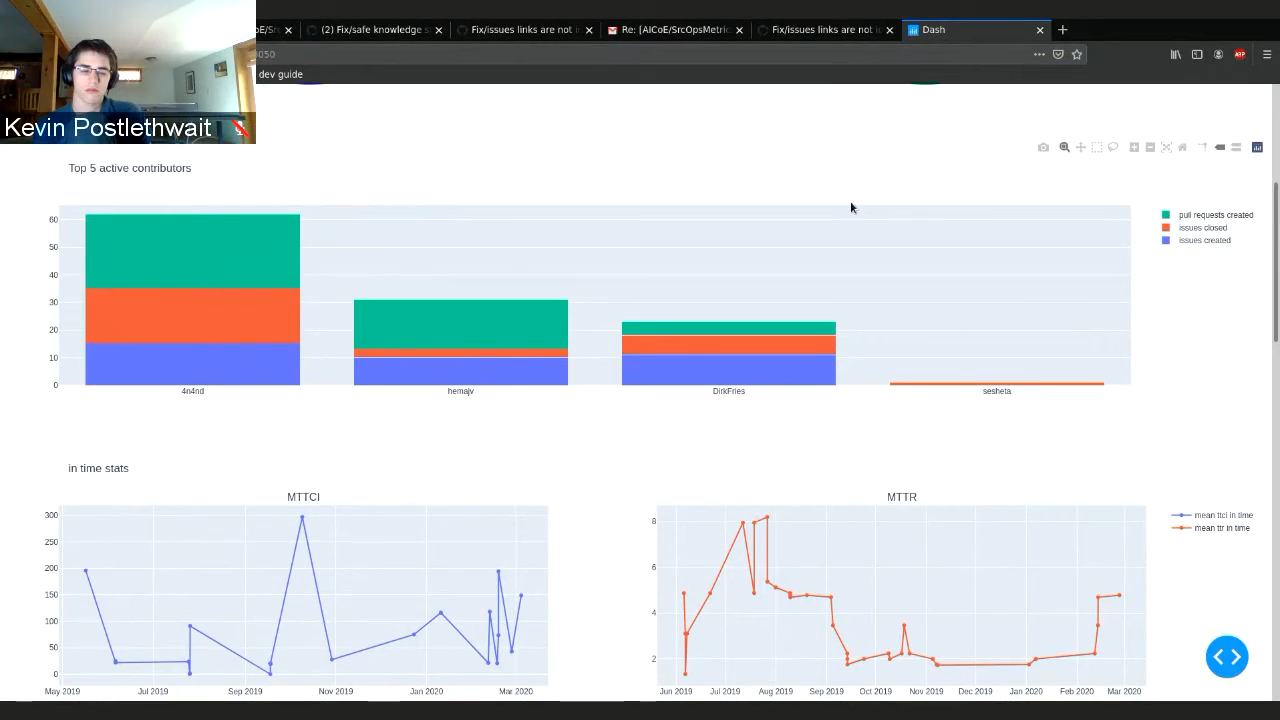 oE/Src
(2) Fix/safe knowledge s
Fix/issues links are not i
Re: [AICoE/SrcOpsMetric
Fix/issues links are not i
Dash
8050
dev guide
Kevin Postlethwait
ABP
Top 5 active contributors
60
50
40
30
20
10
0
4n4nd
hemajv
DirkFries
sesheta
pull requests created
issues closed
issues created
in time stats
MTTCI
300
250
200
150
100
50
0
May 2019
Jul 2019
Sep 2019
Nov 2019
Jan 2020
Mar 2020
MTTR
8
6
4
2
Jun 2019
Jul 2019
Aug 2019
Sep 2019
Oct 2019
Nov 2019
Dec 2019
Jan 2020
Feb 2020
Mar 2020
mean ttci in time
mean ttr in time